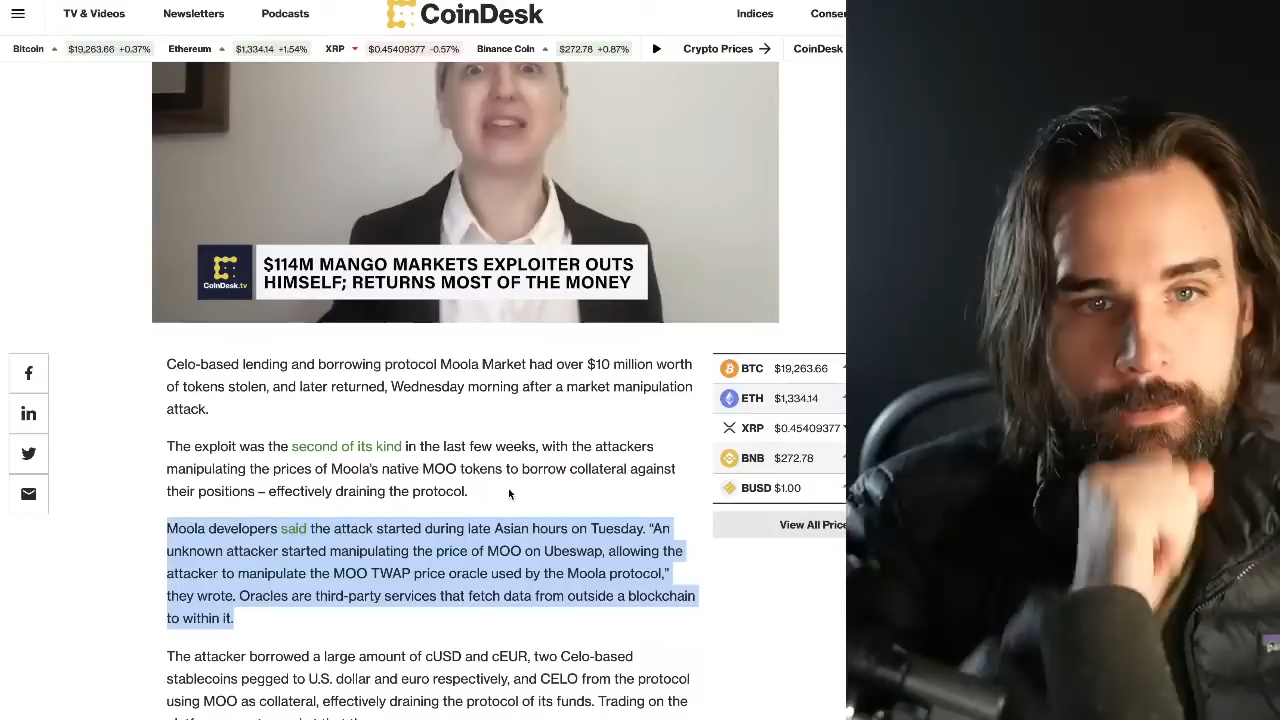 TV & Videos
Newsletters
Podcasts
CoinDesk
Indices
Bitcoin $19,263.66 +0.37% Ethereum $1,334.14 +1.54% XRP $0.45409377 -0.57% Binance Coin $272.78 +0.87% Crypto Prices → CoinDesk
CoinDesk.tv
$114M MANGO MARKETS EXPLOITER OUTS
HIMSELF; RETURNS MOST OF THE MONEY
Celo-based lending and borrowing protocol Moola Market had over $10 million worth
of tokens stolen, and later returned, Wednesday morning after a market manipulation
attack.
The exploit was the second of its kind in the last few weeks, with the attackers
manipulating the prices of Moola's native MOO tokens to borrow collateral against
their positions – effectively draining the protocol.
Moola developers said the attack started during late Asian hours on Tuesday. “An
unknown attacker started manipulating the price of MOO on Ubeswap, allowing the
attacker to manipulate the MOO TWAP price oracle used by the Moola protocol,”
they wrote. Oracles are third-party services that fetch data from outside a blockchain
to within it.
The attacker borrowed a large amount of cUSD and cEUR, two Celo-based
stablecoins pegged to U.S. dollar and euro respectively, and CELO from the protocol
using MOO as collateral, effectively draining the protocol of its funds. Trading on the
BTC $19,263.66
ETH $1,334.14
XRP $0.45409377
BNB $272.78
BUSD $1.00
View All